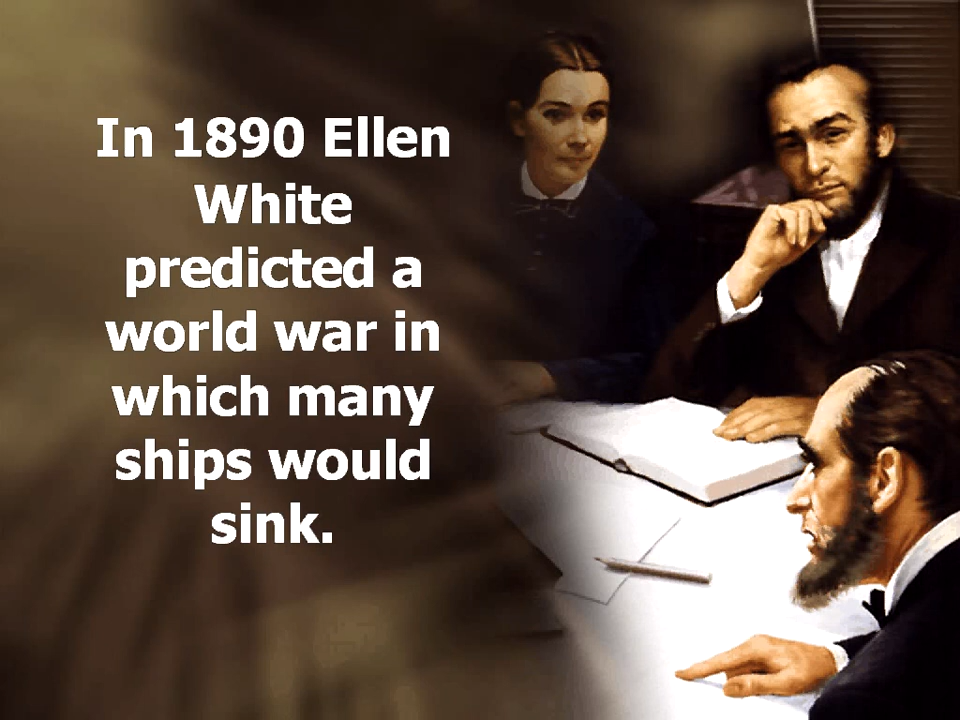 In 1890 Ellen
White
predicted a
world war in
which many
ships would
sink.